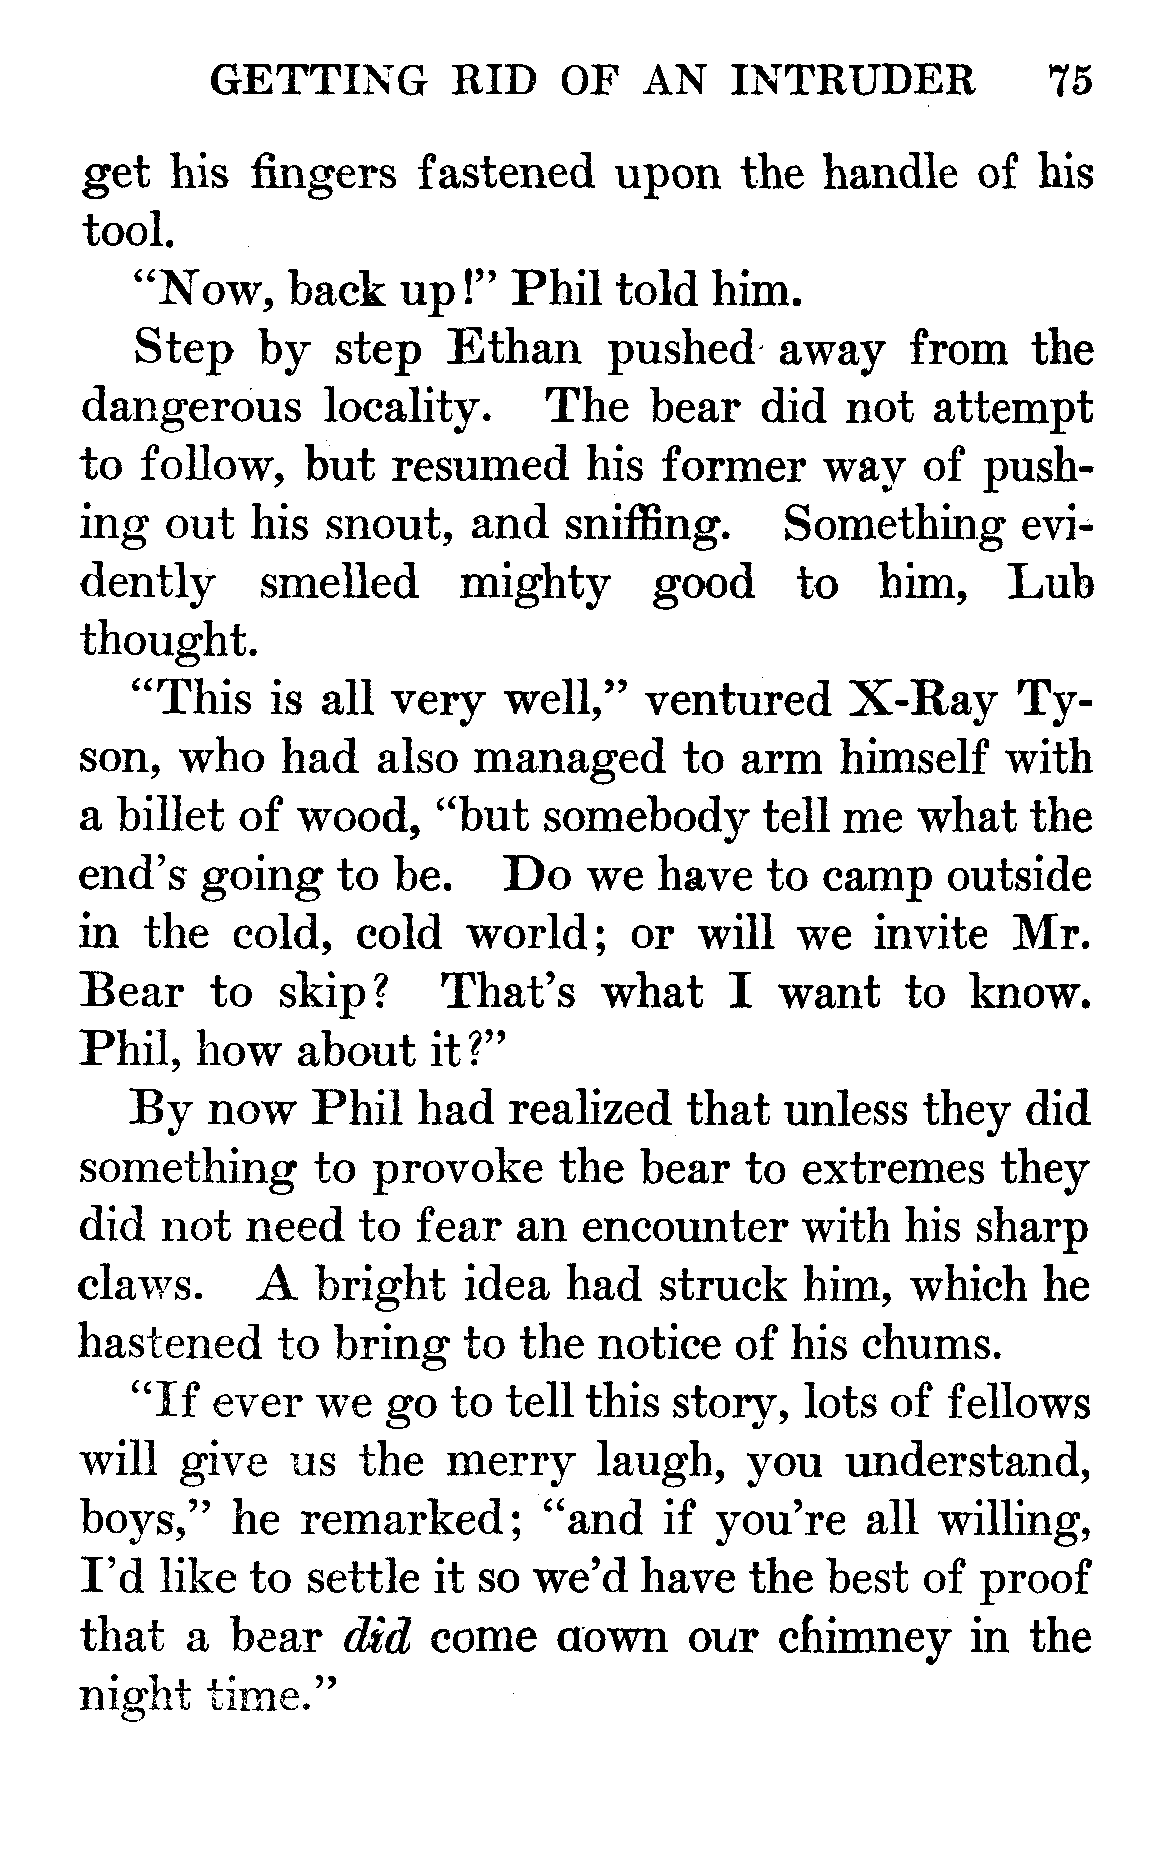 GETTING RID OF AN INTRUDER 75
get his fingers fastened upon the handle of his
tool.
“Now, back up!” Phil told him.
Step by step Ethan pushed away from the
dangerous locality. The bear did not attempt
to follow, but resumed his former way of push-
ing out his snout, and sniffing. Something evi-
dently smelled mighty good to him, Lub
thought.
“This is all very well,” ventured X-Ray Ty-
son, who had also managed to arm himself with
a billet of wood, “but somebody tell me what the
end’s going to be. Do we have to camp outside
in the cold, cold world; or will we invite Mr.
Bear to skip? That’s what I want to know.
Phil, how about it?”
By now Phil had realized that unless they did
something to provoke the bear to extremes they
did not need to fear an encounter with his sharp
claws. A bright idea had struck him, which he
hastened to bring to the notice of his chums.
“If ever we go to tell this story, lots of fellows
will give us the merry laugh, you understand,
boys,” he remarked; “and if you’re all willing,
I’d like to settle it so we’d have the best of proof
that a bear did come down our chimney in the
night time.”